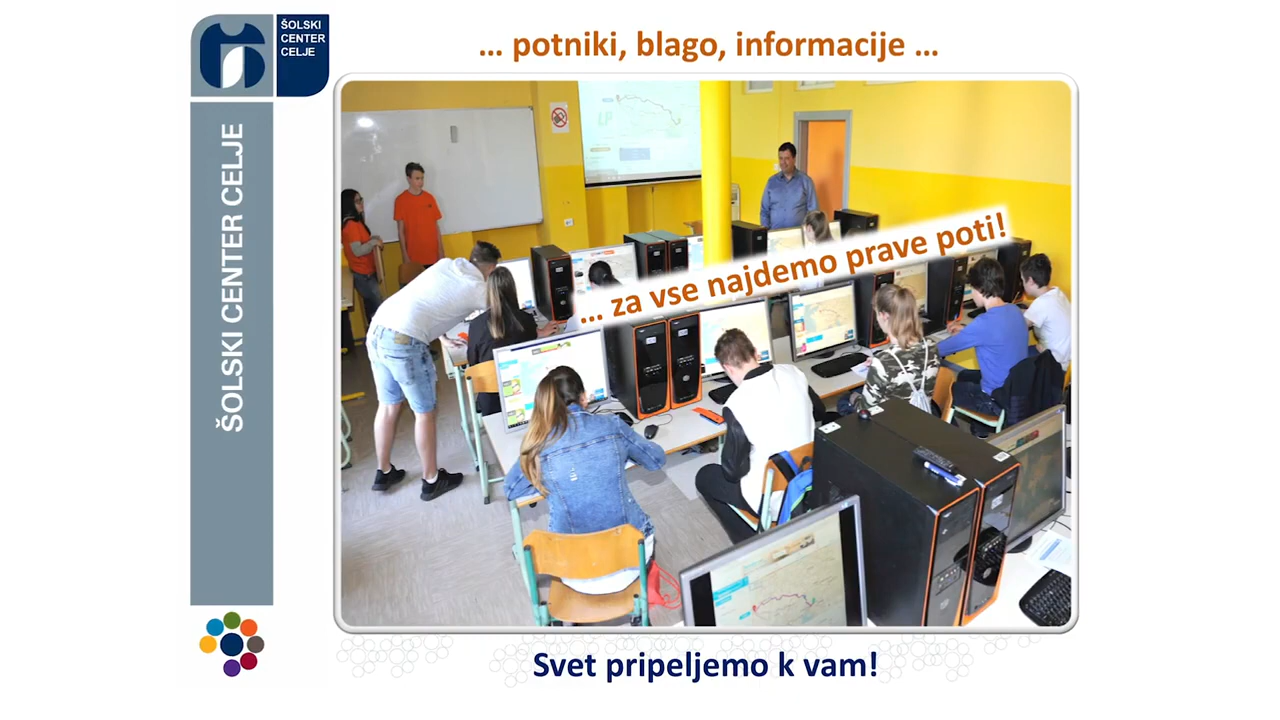 ŠOLSKI
CENTER
CELJE
… potniki, blago, informacije …
ŠOLSKI CENTER CELJE
… za vse najdemo prave poti!
Svet pripeljemo k vam!